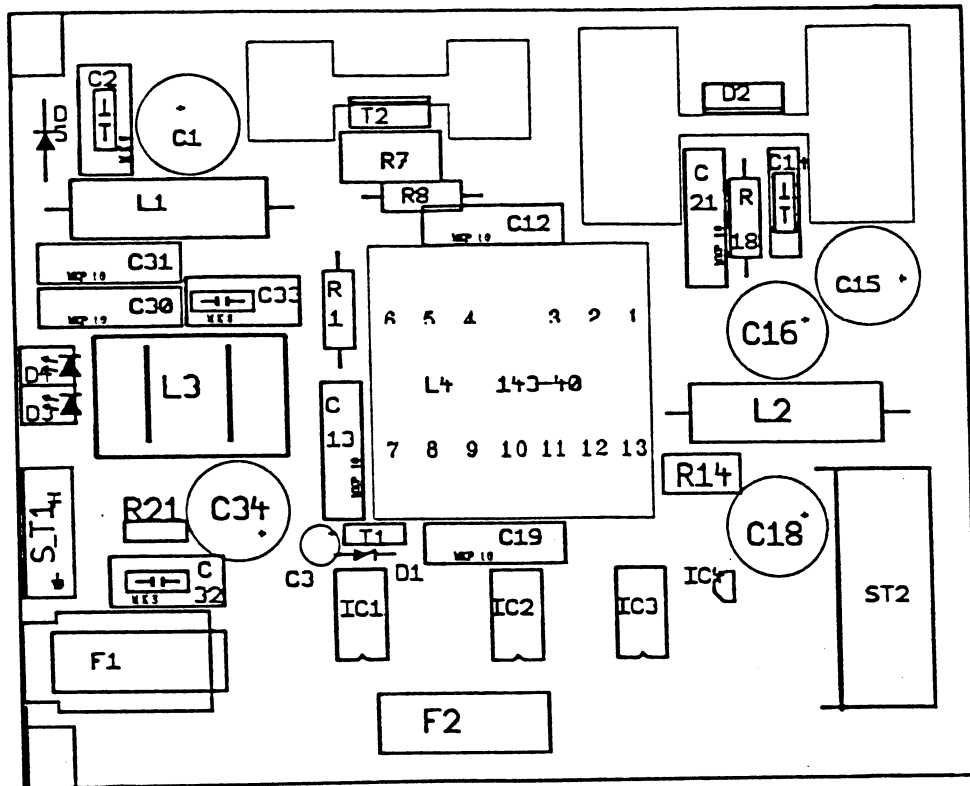 C2
D5
C1
T2
D2
R7
R8
C
21
R
18
C1
L1
C12
MKP 10
C31
MKP 10
C30
MKP 10
C33
R
1
C15
C16
6 5 4 3 2 1
L4 143-40
7 8 9 10 11 12 13
D4
D3
L3
C
13
MKP 10
L2
R14
S_T1
R21
C34
C3
T1
D1
C19
MKP 10
C18
C
32
IC1
IC2
IC3
IC4
ST2
F1
F2